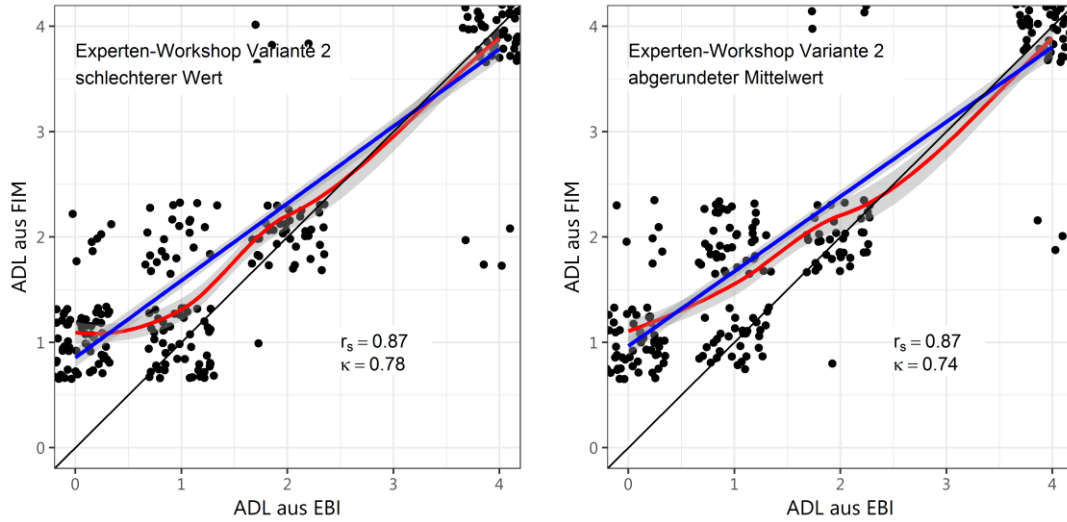 Experten-Workshop Variante 2
schlechterer Wert
4
3
2
1
0
ADL aus FIM
rs = 0.87
κ = 0.78
0 1 2 3 4
ADL aus EBI
Experten-Workshop Variante 2
abgerundeter Mittelwert
4
3
2
1
0
ADL aus FIM
rs = 0.87
κ = 0.74
0 1 2 3 4
ADL aus EBI